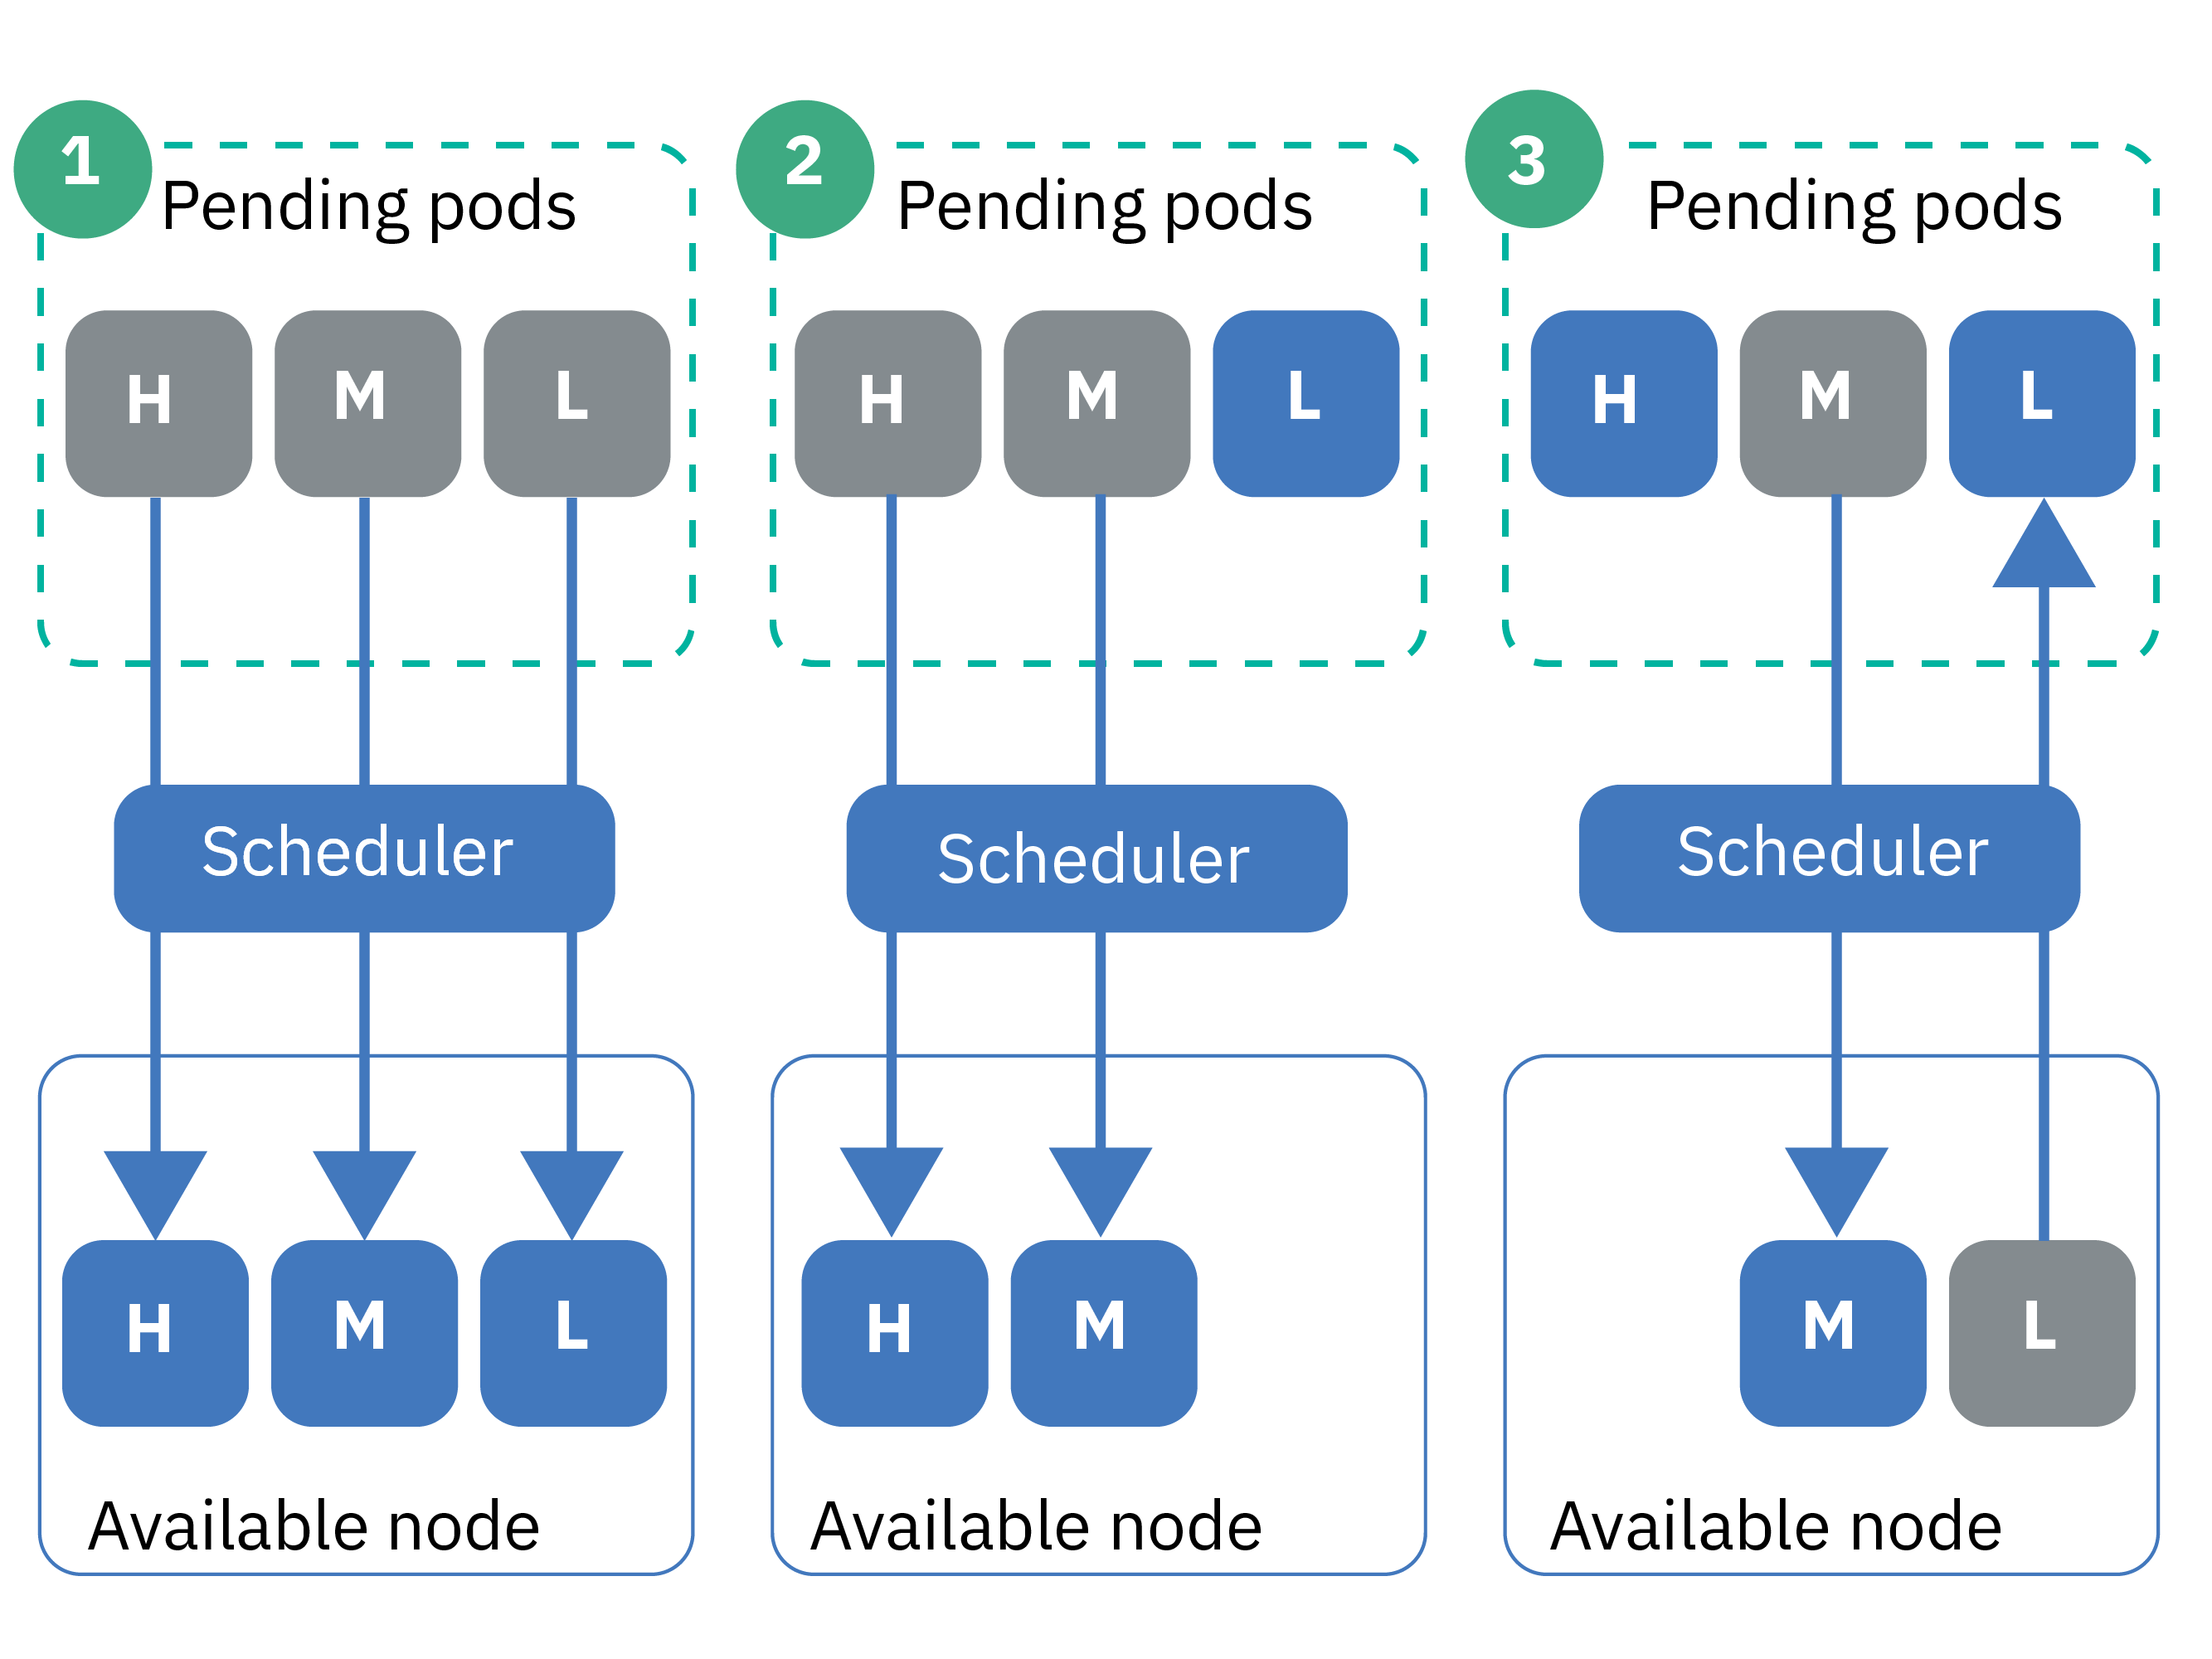 1
Pending pods
H M L
Scheduler
H M L
Available node
2
Pending pods
H M L
Scheduler
H M
Available node
3
Pending pods
H M L
Scheduler
M L
Available node